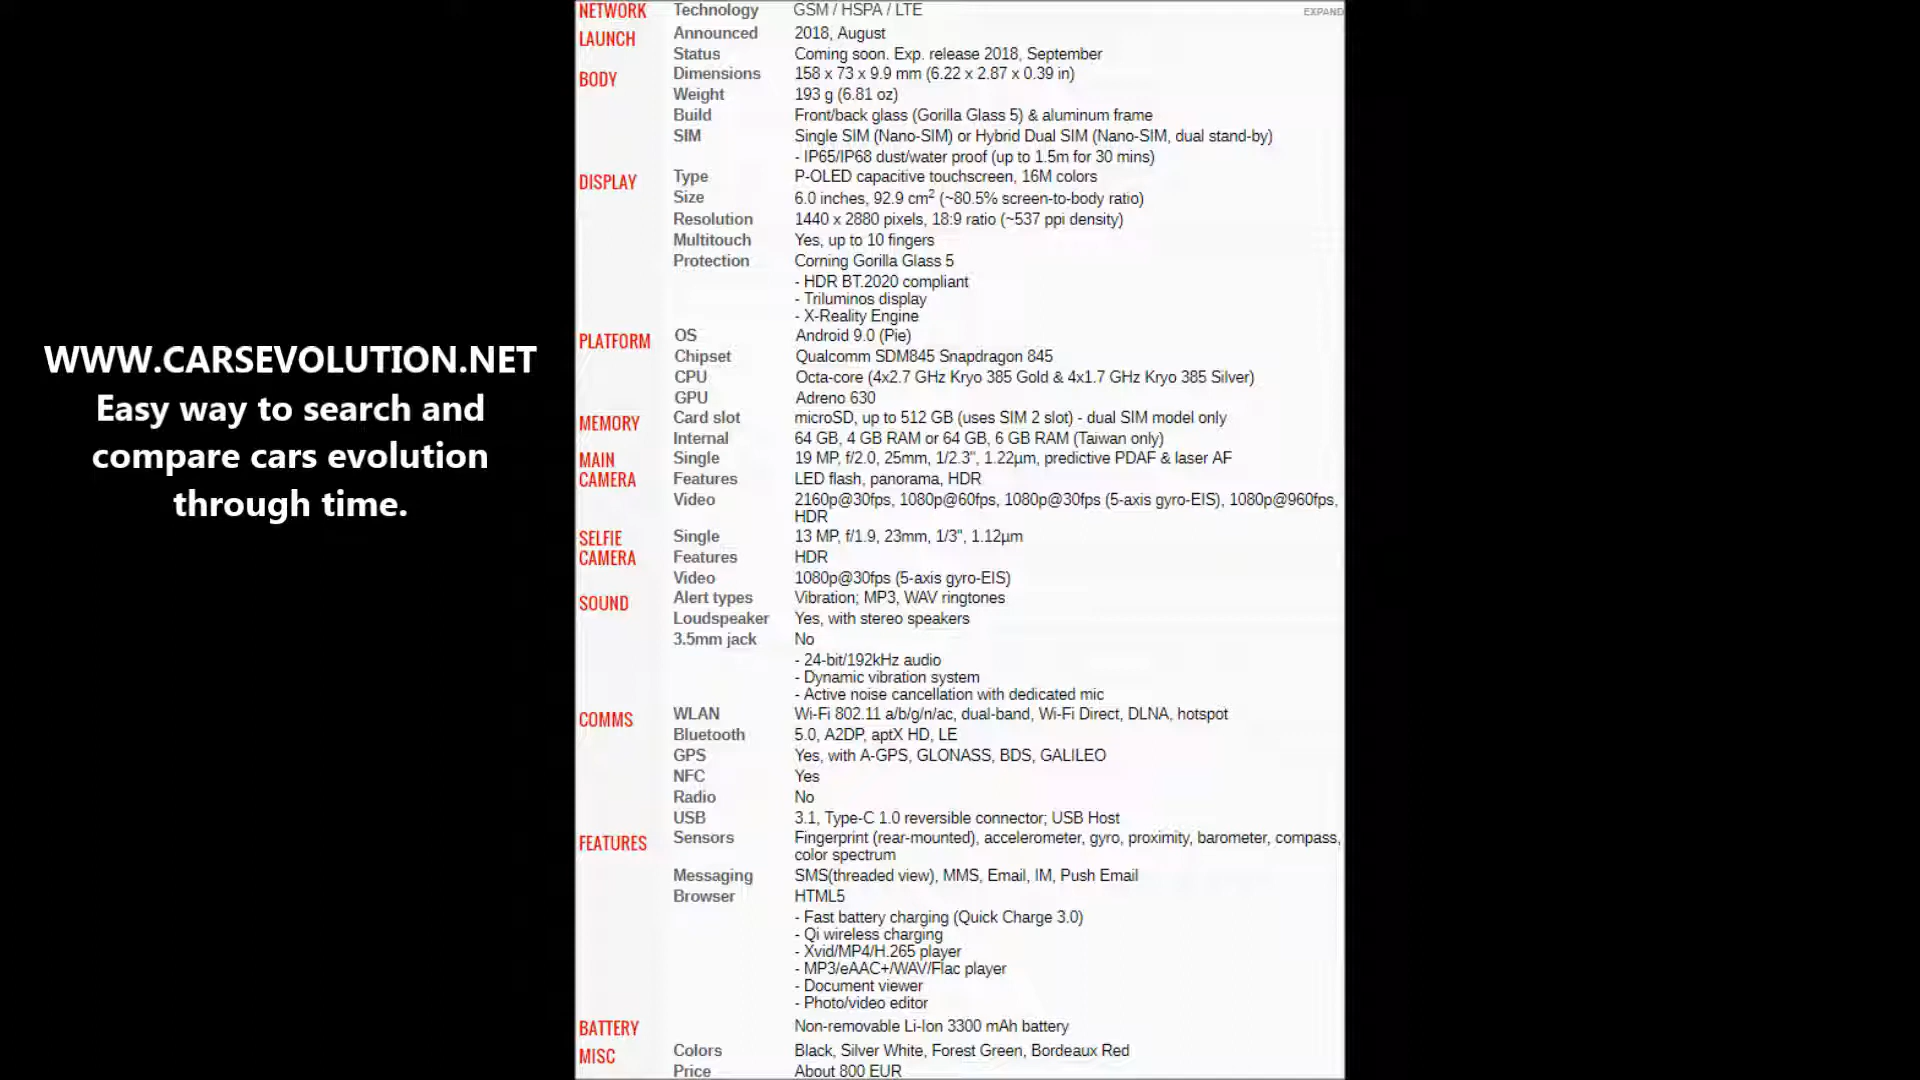 WWW.CARSEVOLUTION.NET
Easy way to search and
compare cars evolution
through time.
NETWORK Technology GSM / HSPA / LTE EXPAND
LAUNCH Announced 2018, August
Status Coming soon. Exp. release 2018, September
BODY Dimensions 158 x 73 x 9.9 mm (6.22 x 2.87 x 0.39 in)
Weight 193 g (6.81 oz)
Build Front/back glass (Gorilla Glass 5) & aluminum frame
SIM Single SIM (Nano-SIM) or Hybrid Dual SIM (Nano-SIM, dual stand-by)
- IP65/IP68 dust/water proof (up to 1.5m for 30 mins)
DISPLAY Type P-OLED capacitive touchscreen, 16M colors
Size 6.0 inches, 92.9 cm² (~80.5% screen-to-body ratio)
Resolution 1440 x 2880 pixels, 18:9 ratio (~537 ppi density)
Multitouch Yes, up to 10 fingers
Protection Corning Gorilla Glass 5
- HDR BT.2020 compliant
- Triluminos display
- X-Reality Engine
PLATFORM OS Android 9.0 (Pie)
Chipset Qualcomm SDM845 Snapdragon 845
CPU Octa-core (4x2.7 GHz Kryo 385 Gold & 4x1.7 GHz Kryo 385 Silver)
GPU Adreno 630
MEMORY Card slot microSD, up to 512 GB (uses SIM 2 slot) - dual SIM model only
Internal 64 GB, 4 GB RAM or 64 GB, 6 GB RAM (Taiwan only)
MAIN CAMERA Single 19 MP, f/2.0, 25mm, 1/2.3", 1.22µm, predictive PDAF & laser AF
Features LED flash, panorama, HDR
Video 2160p@30fps, 1080p@60fps, 1080p@30fps (5-axis gyro-EIS), 1080p@960fps,
HDR
SELFIE CAMERA Single 13 MP, f/1.9, 23mm, 1/3", 1.12µm
Features HDR
Video 1080p@30fps (5-axis gyro-EIS)
SOUND Alert types Vibration; MP3, WAV ringtones
Loudspeaker Yes, with stereo speakers
3.5mm jack No
- 24-bit/192kHz audio
- Dynamic vibration system
- Active noise cancellation with dedicated mic
COMMS WLAN Wi-Fi 802.11 a/b/g/n/ac, dual-band, Wi-Fi Direct, DLNA, hotspot
Bluetooth 5.0, A2DP, aptX HD, LE
GPS Yes, with A-GPS, GLONASS, BDS, GALILEO
NFC Yes
Radio No
USB 3.1, Type-C 1.0 reversible connector; USB Host
FEATURES Sensors Fingerprint (rear-mounted), accelerometer, gyro, proximity, barometer, compass,
color spectrum
Messaging SMS(threaded view), MMS, Email, IM, Push Email
Browser HTML5
- Fast battery charging (Quick Charge 3.0)
- Qi wireless charging
- Xvid/MP4/H.265 player
- MP3/eAAC+/WAV/Flac player
- Document viewer
- Photo/video editor
BATTERY Non-removable Li-Ion 3300 mAh battery
MISC Colors Black, Silver White, Forest Green, Bordeaux Red
Price About 800 EUR